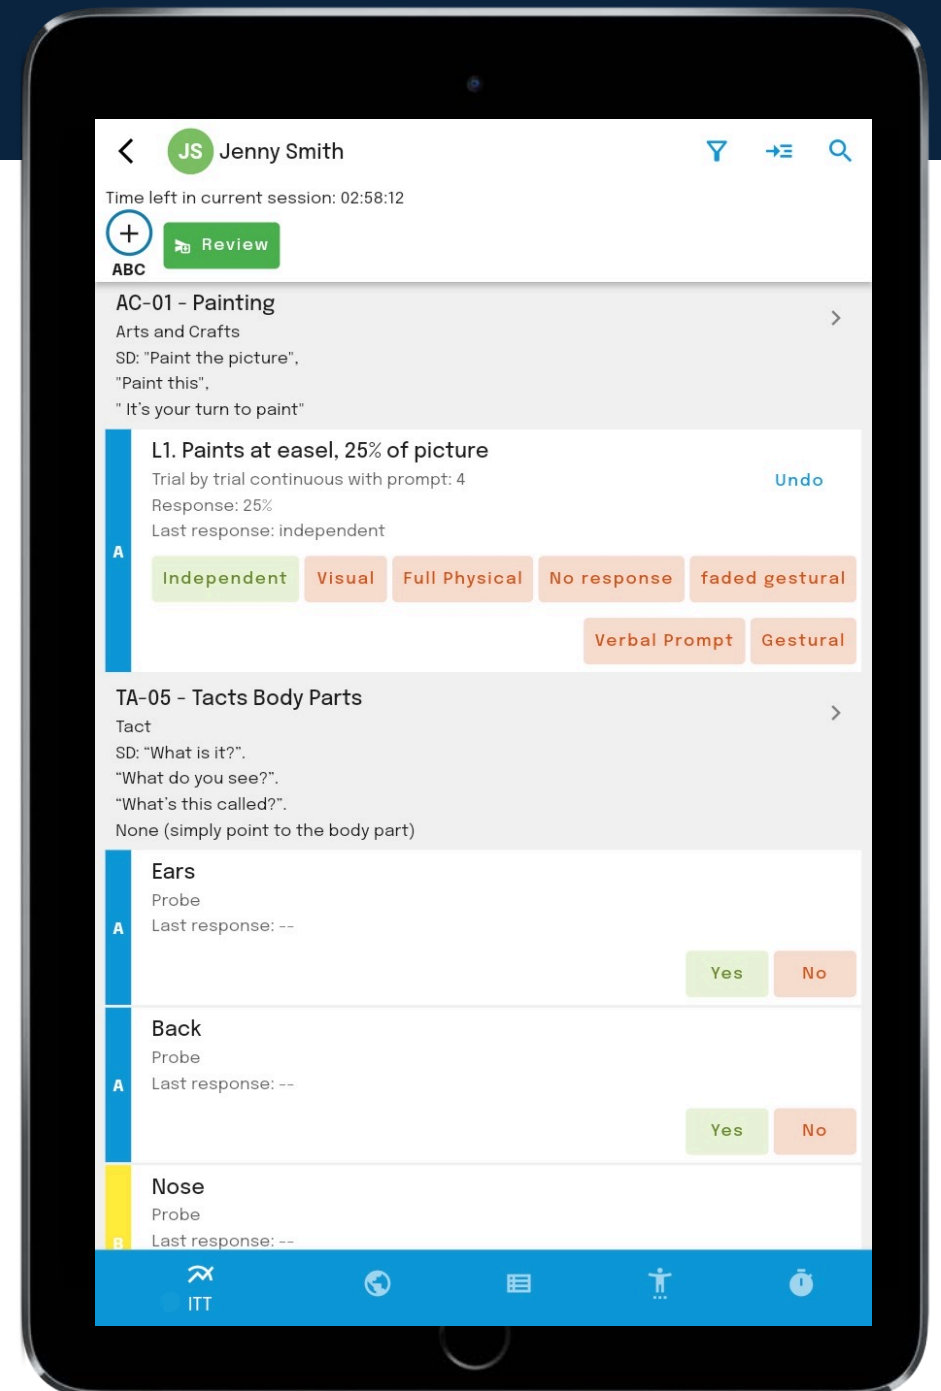 JS Jenny Smith
Time left in current session: 02:58:12
ABC
Review
AC-01 - Painting
Arts and Crafts
SD: "Paint the picture",
"Paint this",
" It's your turn to paint"
A
L1. Paints at easel, 25% of picture
Trial by trial continuous with prompt: 4
Undo
Response: 25%
Last response: independent
Independent Visual Full Physical No response faded gestural
Verbal Prompt Gestural
TA-05 - Tacts Body Parts
Tact
SD: “What is it?”.
“What do you see?”.
“What's this called?”.
None (simply point to the body part)
A
Ears
Probe
Last response: --
Yes No
A
Back
Probe
Last response: --
Yes No
B
Nose
Probe
Last response: --
ITT